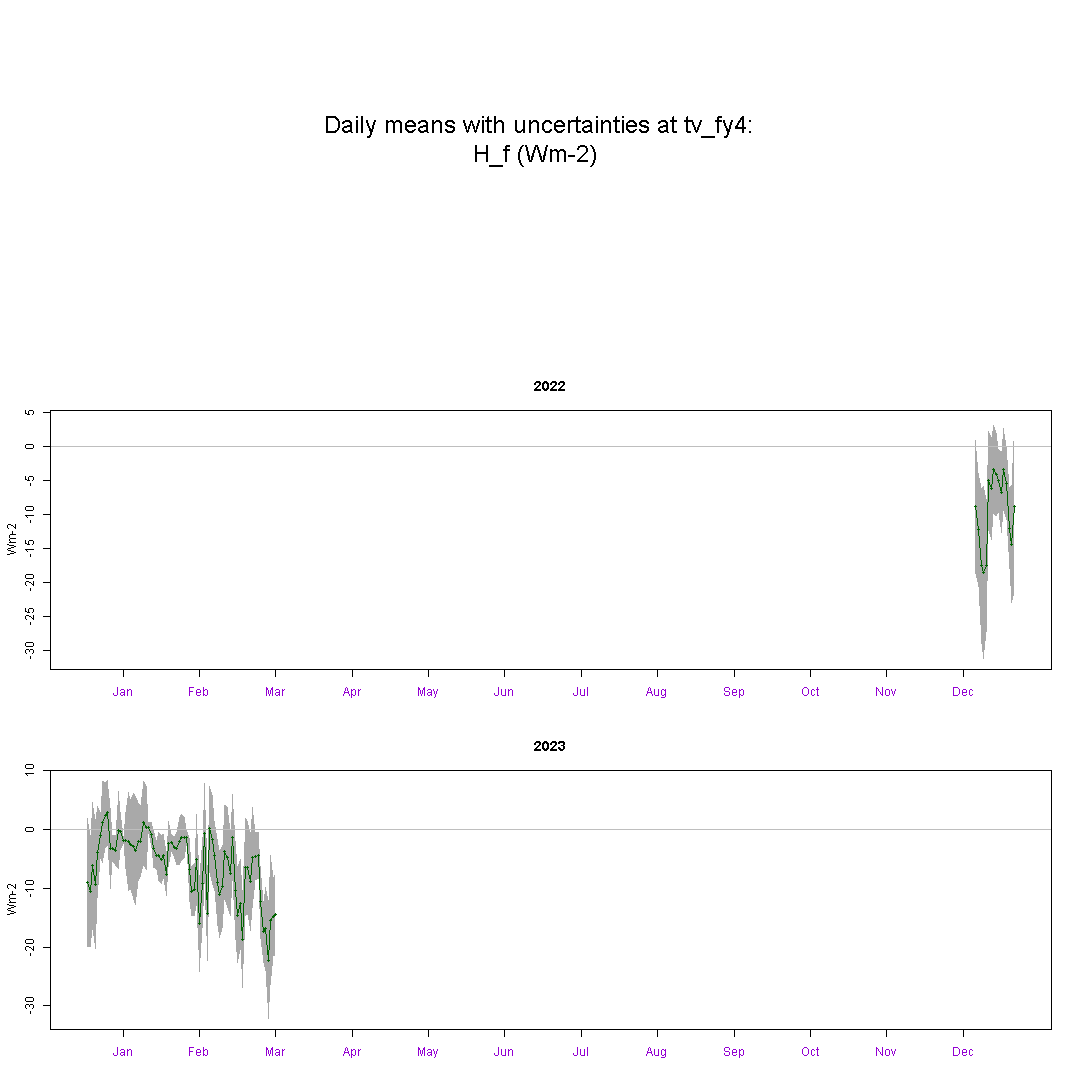 Daily means with uncertainties at tv_fy4:
H_f (Wm-2)
2022
5
0
-5
-10
-15
-20
-25
-30
Wm-2
Jan Feb Mar Apr May Jun Jul Aug Sep Oct Nov Dec
2023
10
0
-10
-20
-30
Wm-2
Jan Feb Mar Apr May Jun Jul Aug Sep Oct Nov Dec